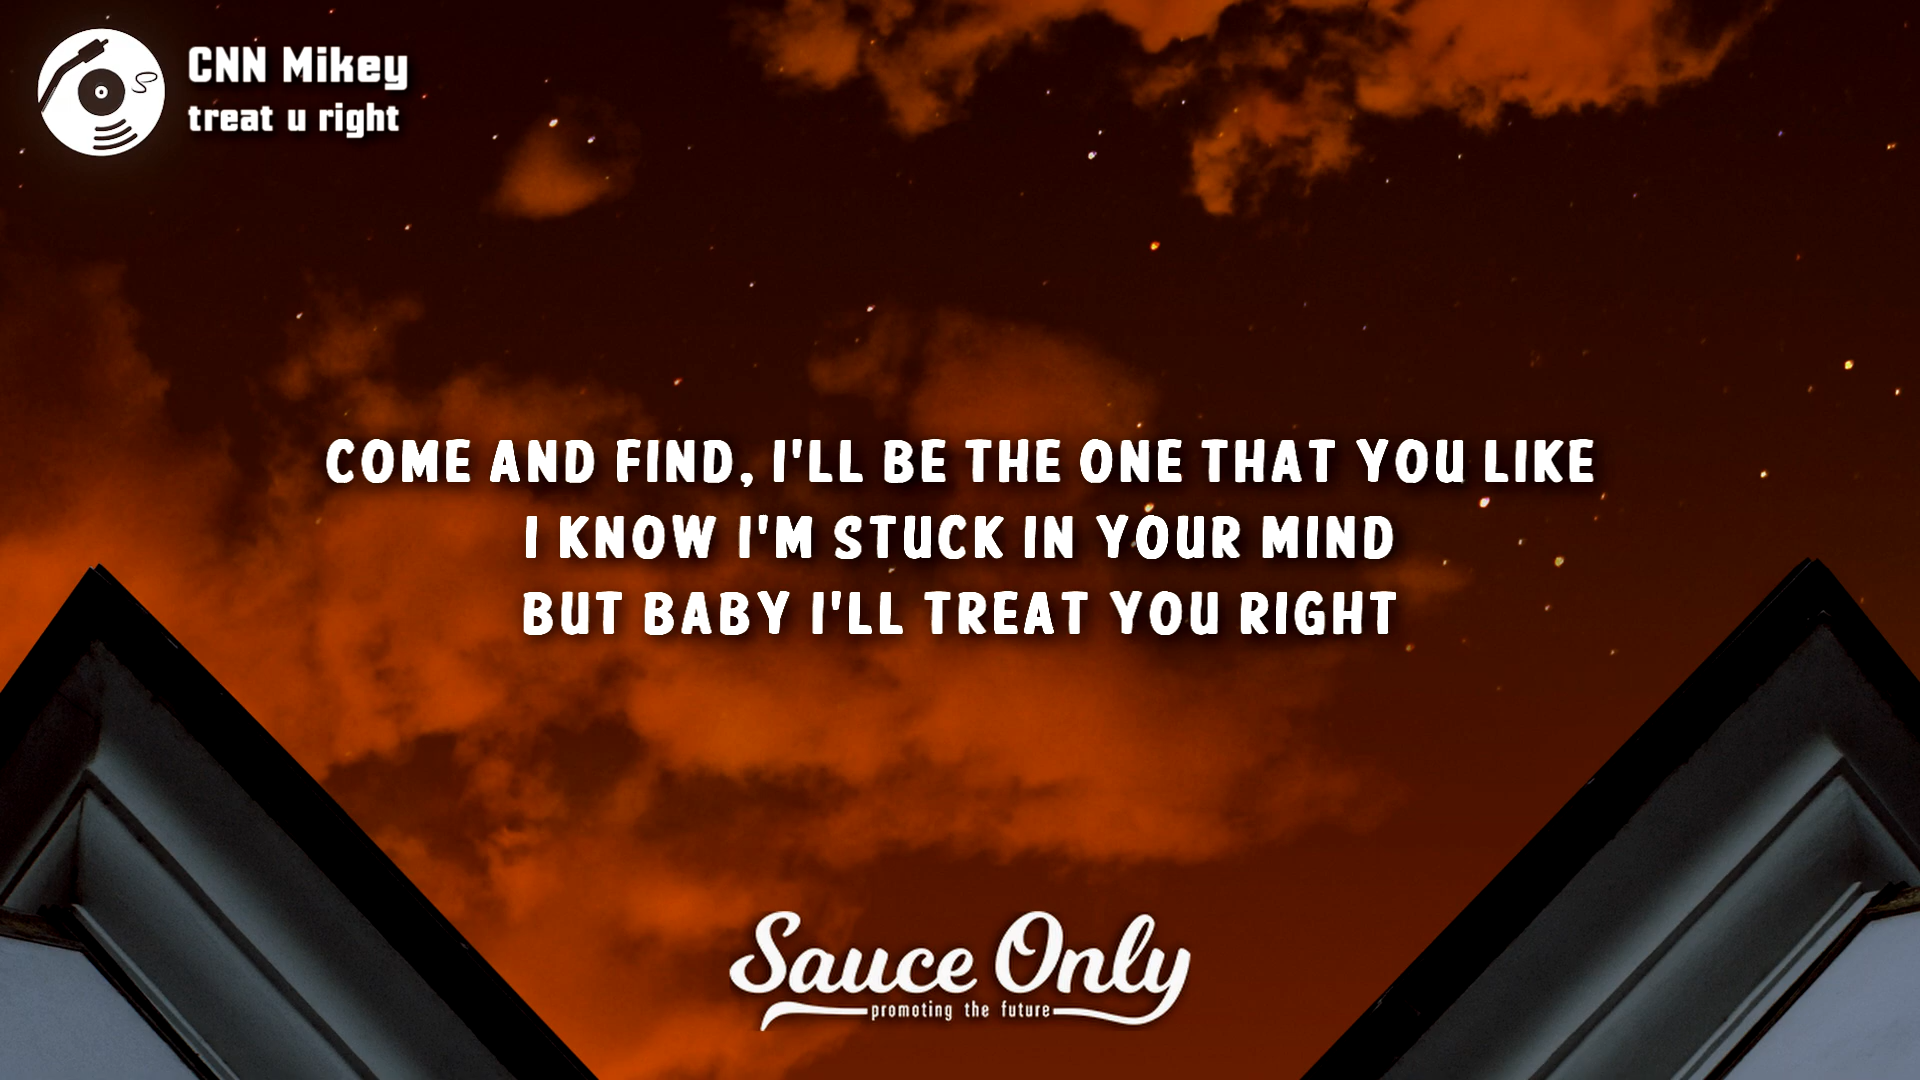 CNN Mikey
treat u right
COME AND FIND, I'LL BE THE ONE THAT YOU LIKE
I KNOW I'M STUCK IN YOUR MIND
BUT BABY I'LL TREAT YOU RIGHT
Sauce Only
promoting the future